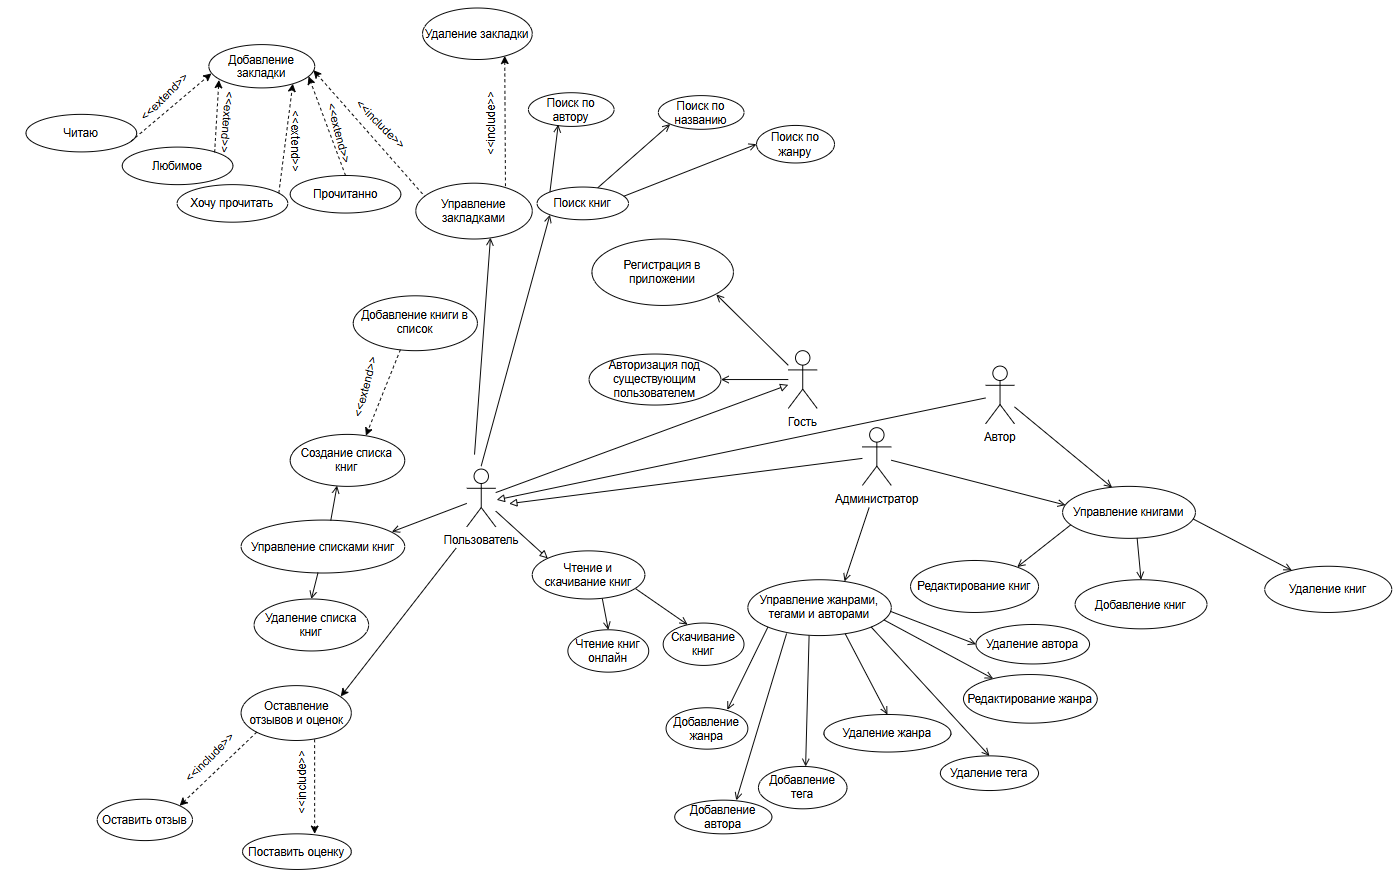 Удаление закладки
Добавление
закладки
<<extend>>
<<extend>>
<<extend>>
<<extend>>
<<include>>
<<include>>
Читаю
Любимое
Хочу прочитать
Прочитанно
Управление
закладками
Поиск по
автору
Поиск по
названию
Поиск по
жанру
Поиск книг
Регистрация в
приложении
Добавление книги в
список
<<extend>>
Авторизация под
существующим
пользователем
Гость
Автор
Администратор
Создание списка
книг
Управление списками книг
Удаление списка
книг
Пользователь
Чтение и
скачивание книг
Чтение книг
онлайн
Скачивание
книг
Управление книгами
Редактирование книг
Добавление книг
Удаление книг
Управление жанрами,
тегами и авторами
Удаление автора
Редактирование жанра
Добавление
жанра
Удаление жанра
Удаление тега
Добавление
тега
Добавление
автора
Оставление
отзывов и оценок
<<include>>
<<include>>
Оставить отзыв
Поставить оценку